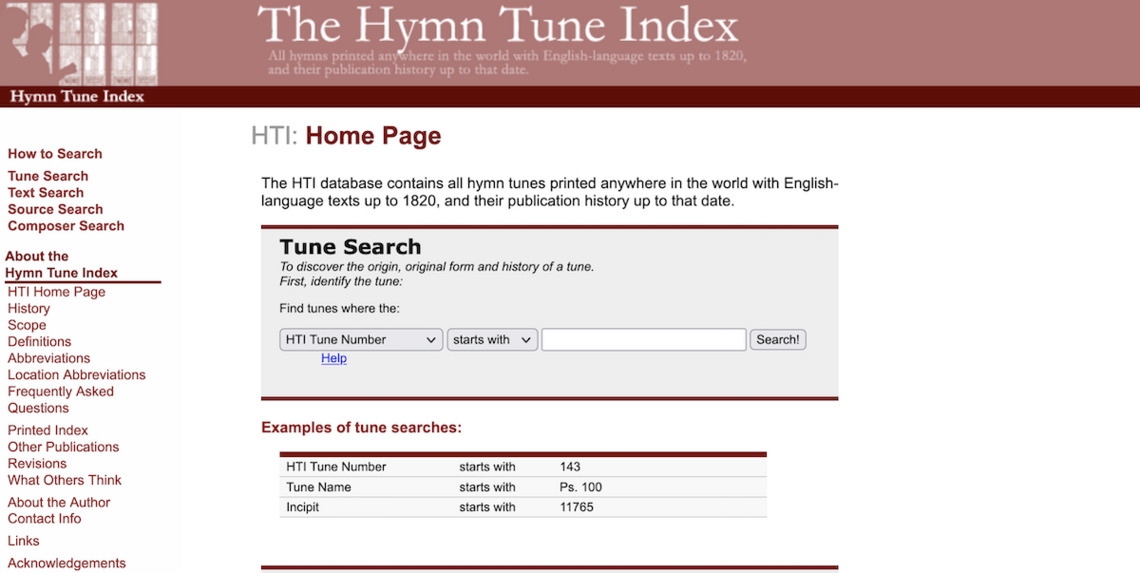 The Hymn Tune Index
All hymns printed anywhere in the world with English-language texts up to 1820,
and their publication history up to that date.
Hymn Tune Index
How to Search
Tune Search
Text Search
Source Search
Composer Search
About the
Hymn Tune Index
HTI Home Page
History
Scope
Definitions
Abbreviations
Location Abbreviations
Frequently Asked
Questions
Printed Index
Other Publications
Revisions
What Others Think
About the Author
Contact Info
Links
Acknowledgements
HTI: Home Page
The HTI database contains all hymn tunes printed anywhere in the world with English-
language texts up to 1820, and their publication history up to that date.
Tune Search
To discover the origin, original form and history of a tune.
First, identify the tune:
Find tunes where the:
HTI Tune Number starts with Search!
Help
Examples of tune searches:
HTI Tune Number starts with 143
Tune Name starts with Ps. 100
Incipit starts with 11765